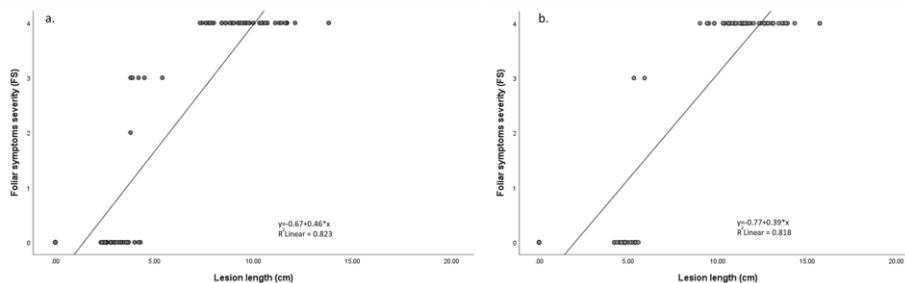 a.
Foliar symptoms severity (FS)
4
3
2
1
0
y=-0.67+0.46*x
R² Linear = 0.823
.00 5.00 10.00 15.00 20.00
Lesion length (cm)
b.
Foliar symptoms severity (FS)
4
3
2
1
0
y=-0.77+0.39*x
R² Linear = 0.818
.00 5.00 10.00 15.00 20.00
Lesion length (cm)